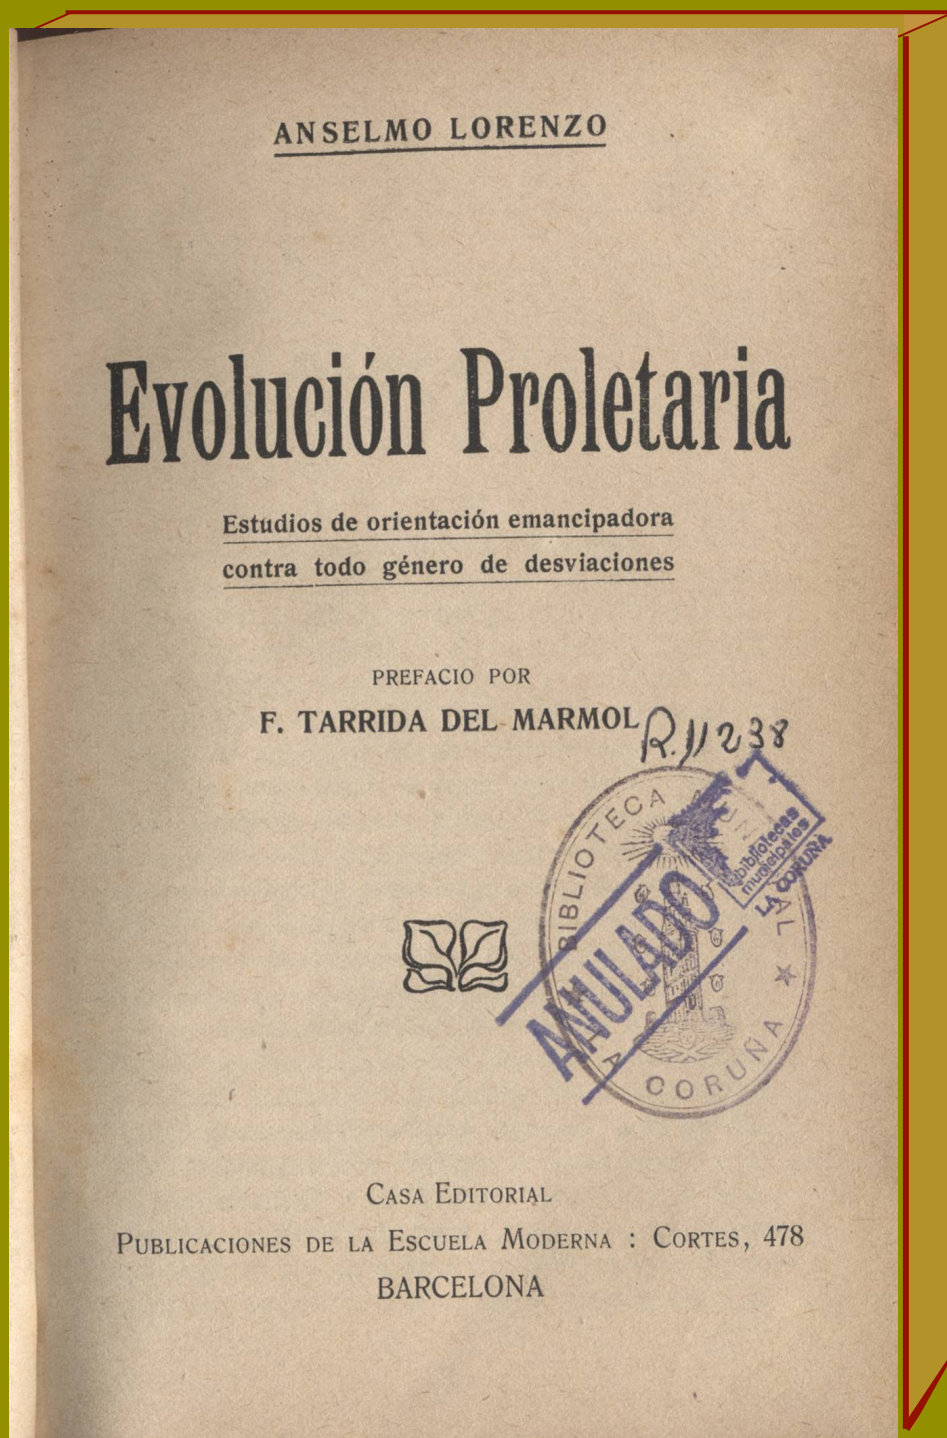 ANSELMO LORENZO
Evolución Proletaria
Estudios de orientación emancipadora
contra todo género de desviaciones
PREFACIO POR
F. TARRIDA DEL MARMOL
R.11238
BIBLIOTECA
LA CORUÑA
ANULADO
bibliotecas
municipales
LA CORUÑA
CASA EDITORIAL
PUBLICACIONES DE LA ESCUELA MODERNA : CORTES, 478
BARCELONA